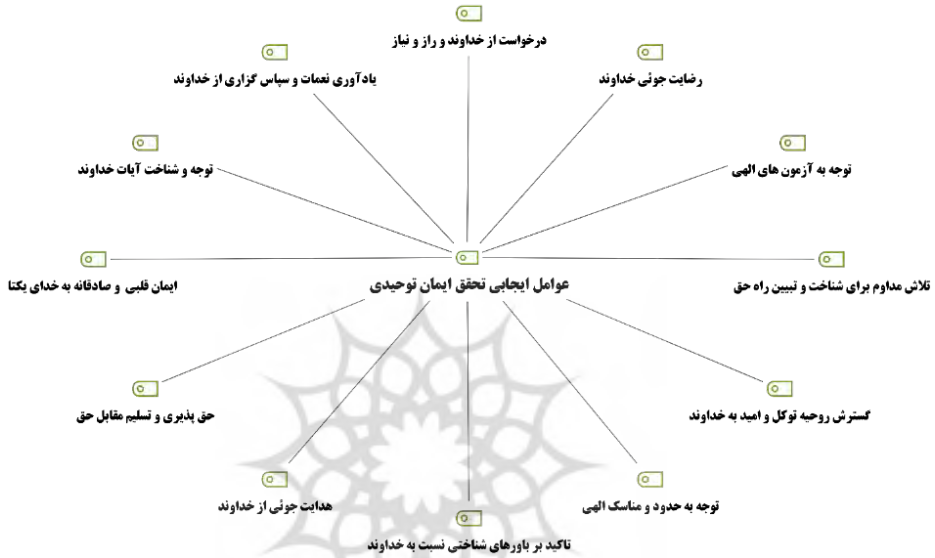 درخواست از خداوند و راز و نیاز
رضایت جوئی خداوند
یادآوری نعمات و سپاس گزاری از خداوند
توجه به آزمون های الهی
توجه و شناخت آیات خداوند
تلاش مداوم برای شناخت و تبیین راه حق
عوامل ایجابی تحقق ایمان توحیدی
ایمان قلبی و صادقانه به خدای یکتا
گسترش روحیه توکل و امید به خداوند
حق پذیری و تسلیم مقابل حق
توجه به حدود و مناسک الهی
هدایت جوئی از خداوند
تاکید بر باورهای شناختی نسبت به خداوند